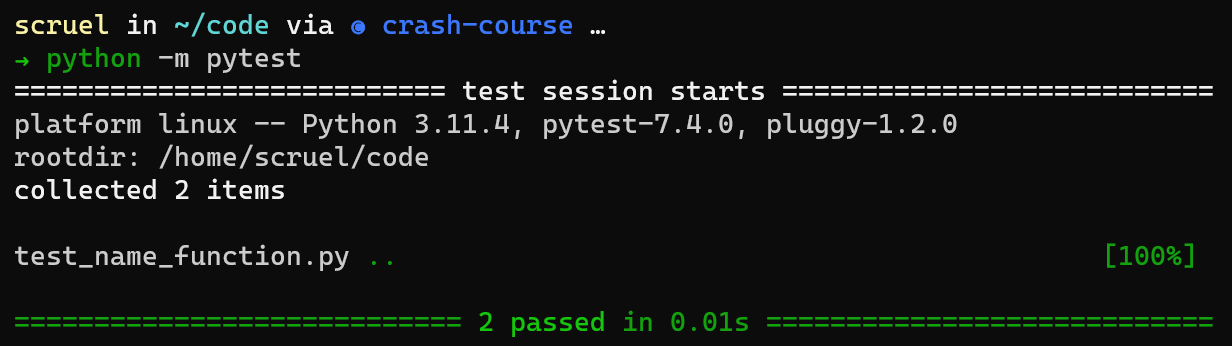 scruel in ~/code via © crash-course …
→ python -m pytest
=========================== test session starts ===========================
platform linux -- Python 3.11.4, pytest-7.4.0, pluggy-1.2.0
rootdir: /home/scruel/code
collected 2 items
test_name_function.py .. [100%]
============================ 2 passed in 0.01s ============================